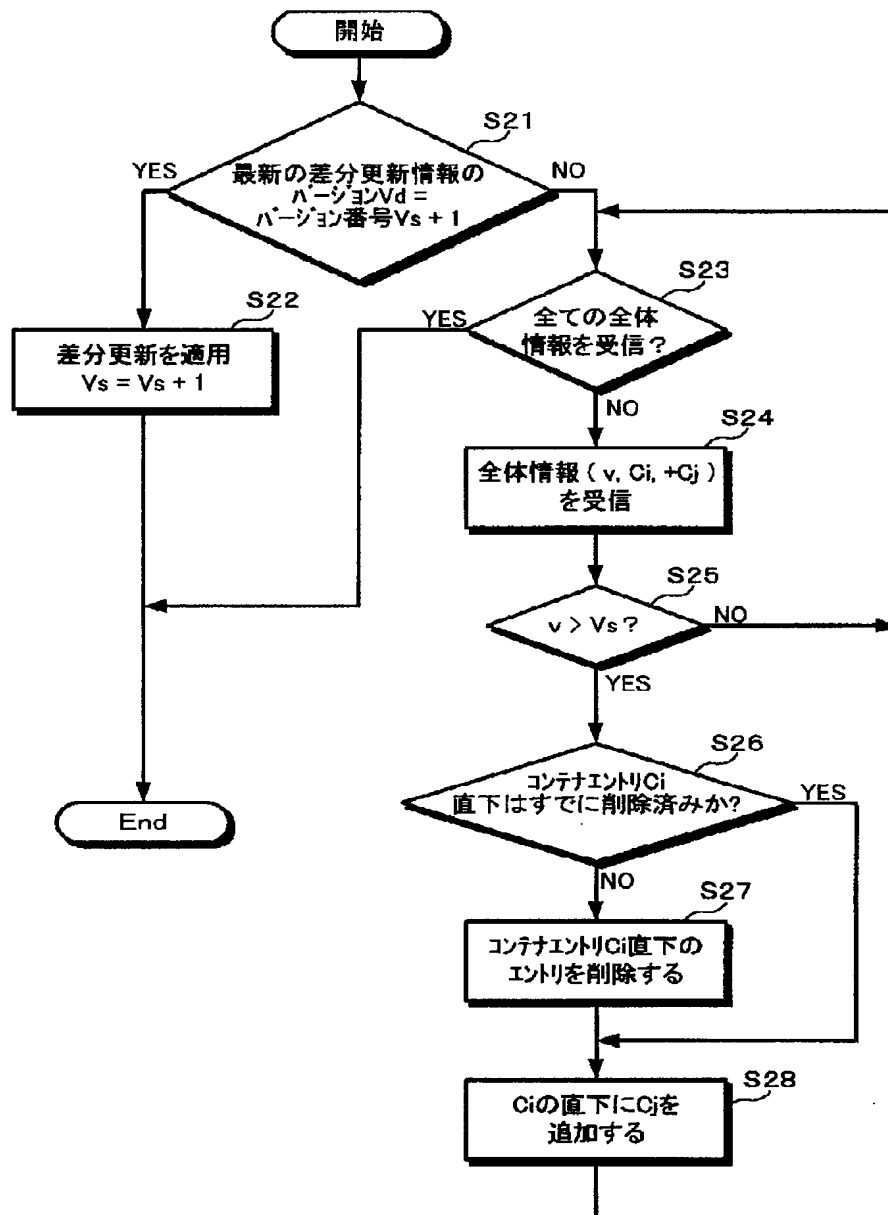 開始
S21
YES
最新の差分更新情報の
バージョンVd =
バージョン番号Vs + 1
NO
S22
差分更新を適用
Vs = Vs + 1
S23
YES
全ての全体
情報を受信？
NO
S24
全体情報 ( v, Ci, +Cj )
を受信
S25
v > Vs ?
NO
YES
S26
コンテナエントリCi
直下はすでに削除済みか?
YES
End
NO
S27
コンテナエントリCi直下の
エントリを削除する
S28
Ciの直下にCjを
追加する